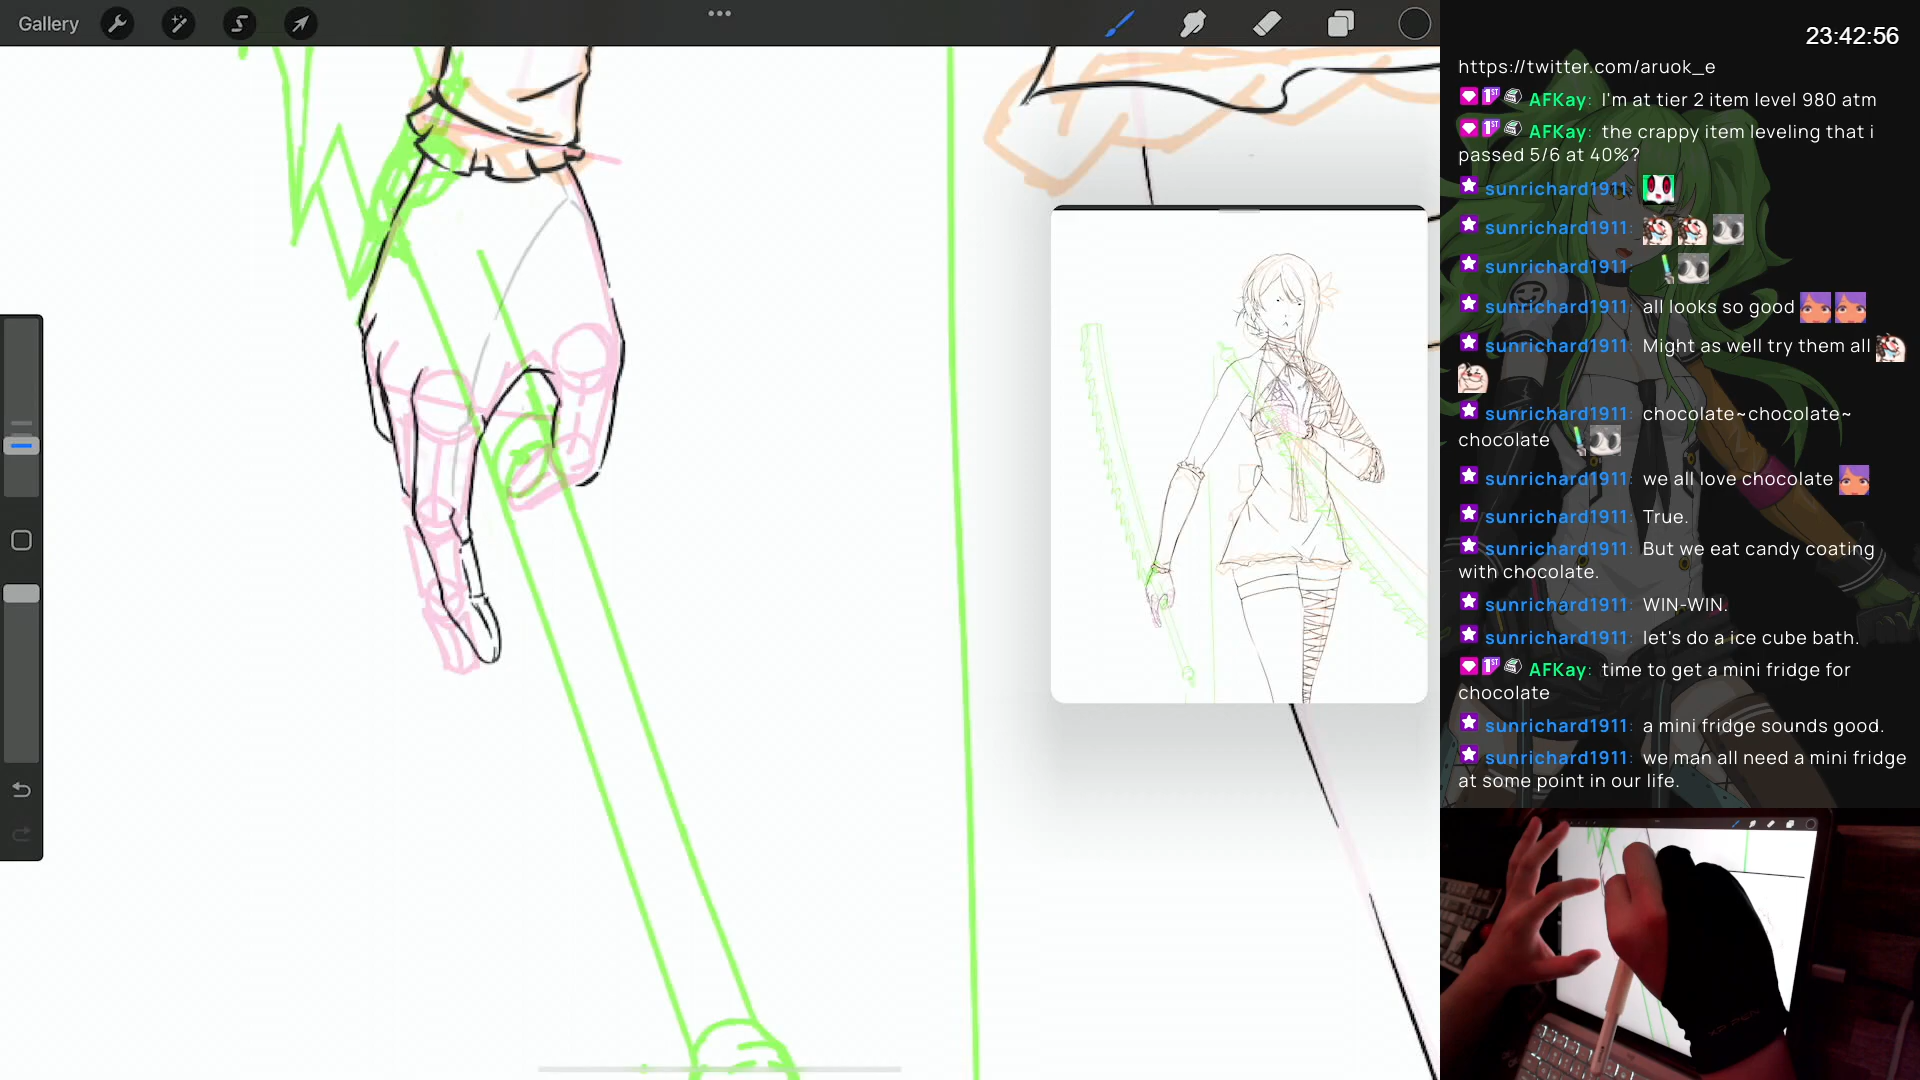 Gallery
23:42:56
https://twitter.com/aruok_e
AFKay: I'm at tier 2 item level 980 atm
AFKay: the crappy item leveling that i
passed 5/6 at 40%?
sunrichard1911:
sunrichard1911:
sunrichard1911:
sunrichard1911: all looks so good
sunrichard1911: Might as well try them all
sunrichard1911: chocolate~chocolate~
chocolate
sunrichard1911: we all love chocolate
sunrichard1911: True.
sunrichard1911: But we eat candy coating
with chocolate.
sunrichard1911: WIN-WIN.
sunrichard1911: let's do a ice cube bath.
AFKay: time to get a mini fridge for
chocolate
sunrichard1911: a mini fridge sounds good.
sunrichard1911: we man all need a mini fridge
at some point in our life.